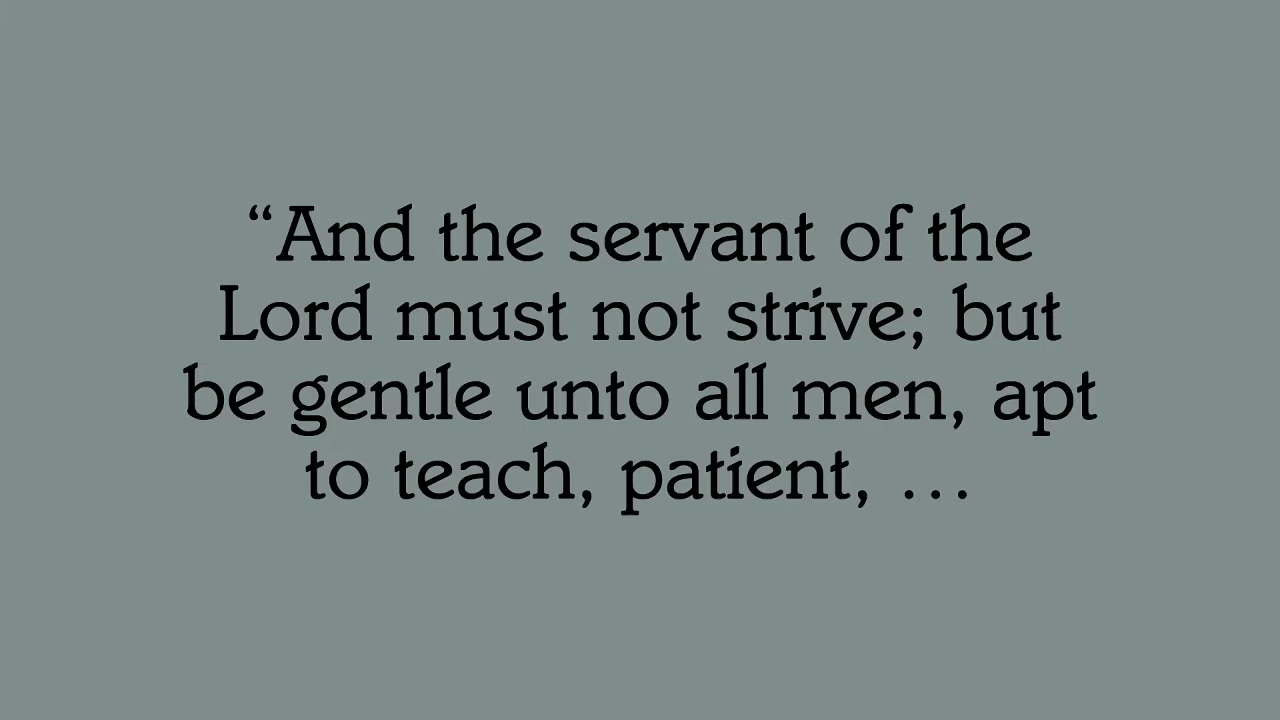 “And the servant of the
Lord must not strive; but
be gentle unto all men, apt
to teach, patient, …